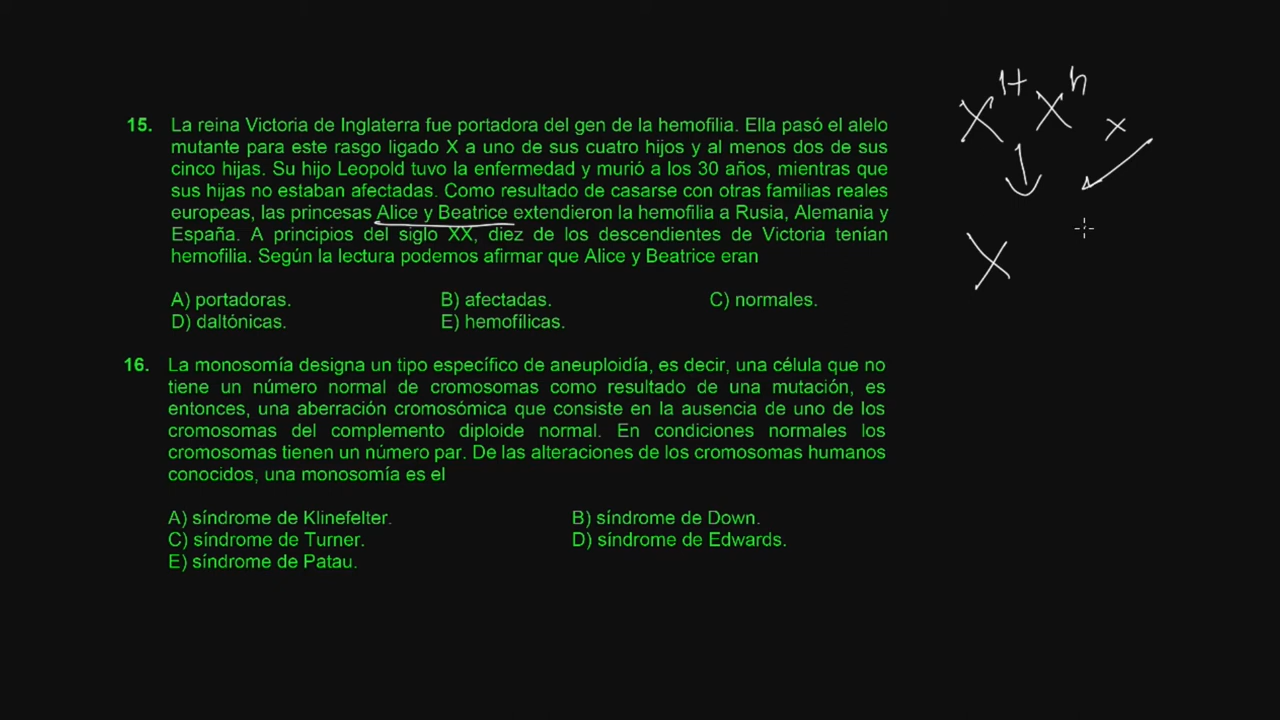 15. La reina Victoria de Inglaterra fue portadora del gen de la hemofilia. Ella pasó el alelo
mutante para este rasgo ligado X a uno de sus cuatro hijos y al menos dos de sus
cinco hijas. Su hijo Leopold tuvo la enfermedad y murió a los 30 años, mientras que
sus hijas no estaban afectadas. Como resultado de casarse con otras familias reales
europeas, las princesas Alice y Beatrice extendieron la hemofilia a Rusia, Alemania y
España. A principios del siglo XX, diez de los descendientes de Victoria tenían
hemofilia. Según la lectura podemos afirmar que Alice y Beatrice eran
A) portadoras. B) afectadas. C) normales.
D) daltónicas. E) hemofílicas.
16. La monosomía designa un tipo específico de aneuploidía, es decir, una célula que no
tiene un número normal de cromosomas como resultado de una mutación, es
entonces, una aberración cromosómica que consiste en la ausencia de uno de los
cromosomas del complemento diploide normal. En condiciones normales los
cromosomas tienen un número par. De las alteraciones de los cromosomas humanos
conocidos, una monosomía es el
A) síndrome de Klinefelter. B) síndrome de Down.
C) síndrome de Turner. D) síndrome de Edwards.
E) síndrome de Patau.
X^H X^h x
X